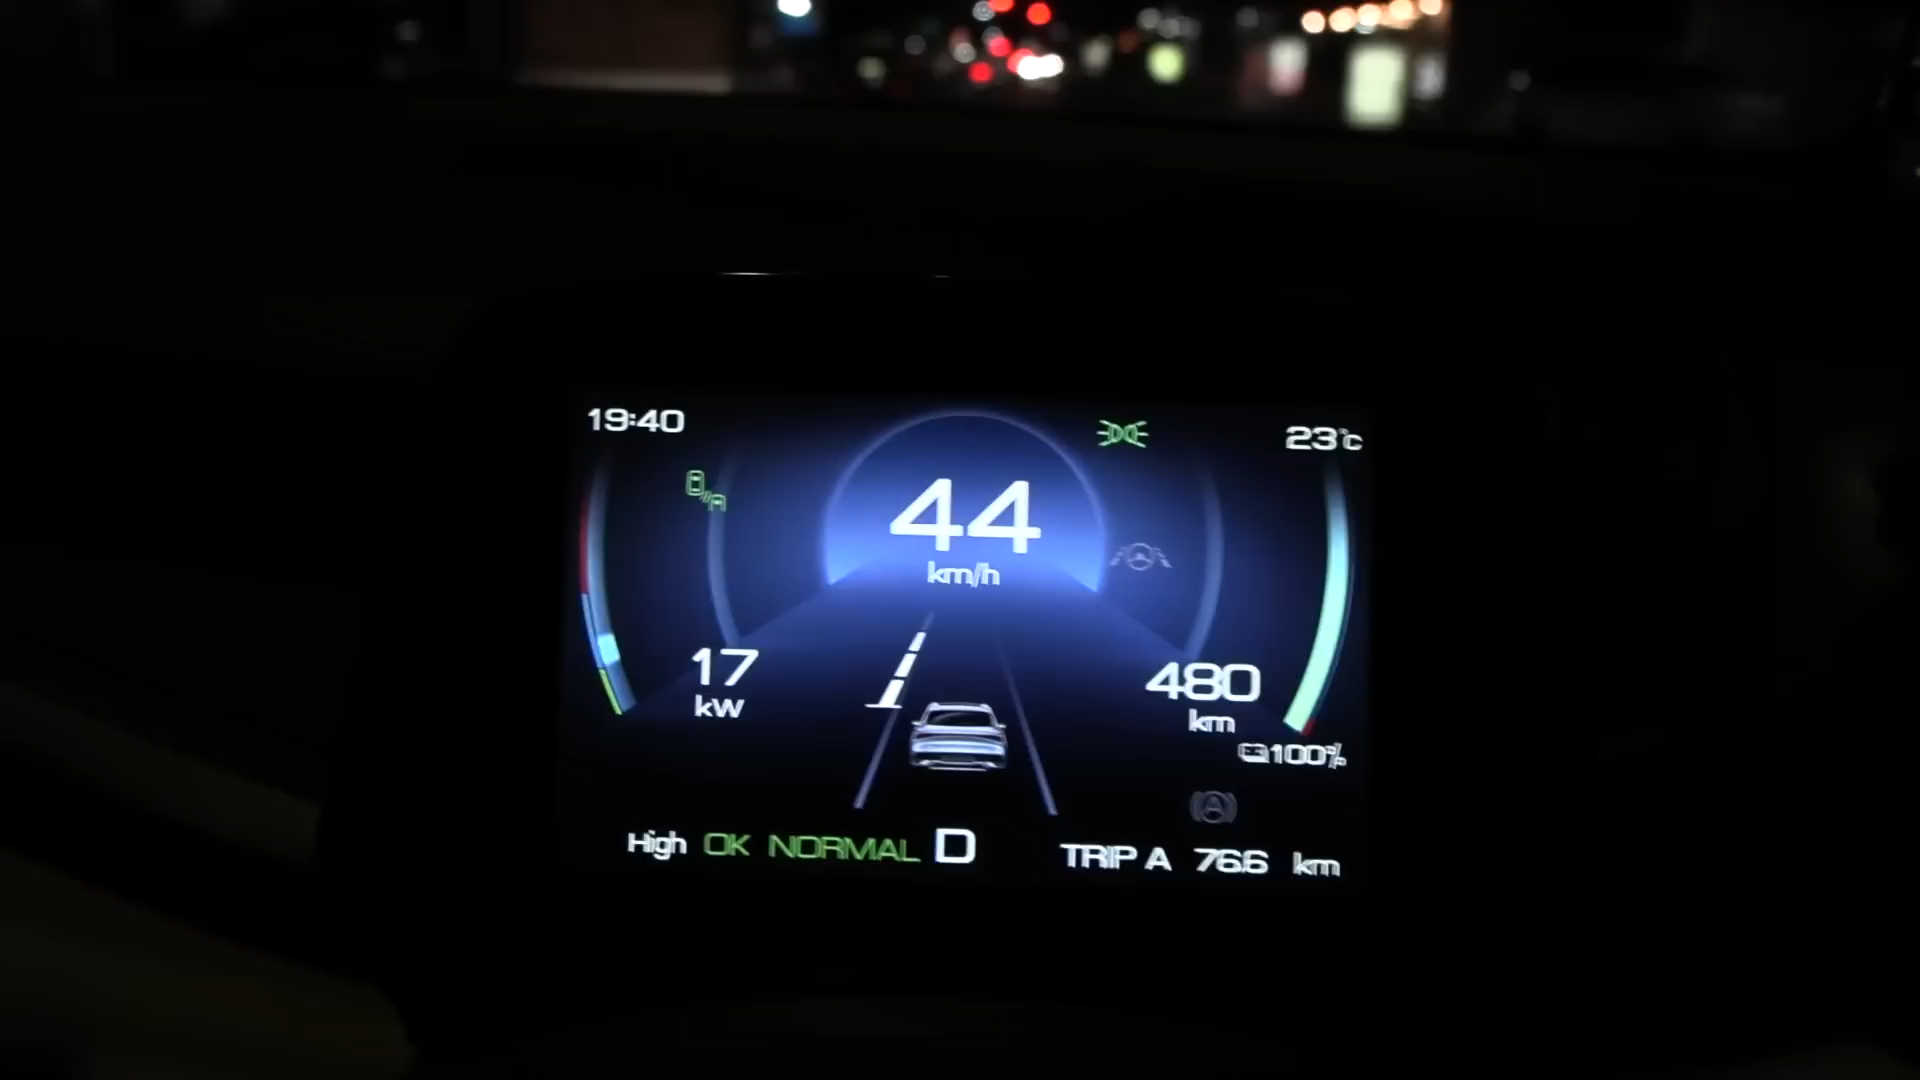 19:40
23°C
44
km/h
17
kW
480
km
100%
High OK NORMAL D
TRIP A 76.6 km